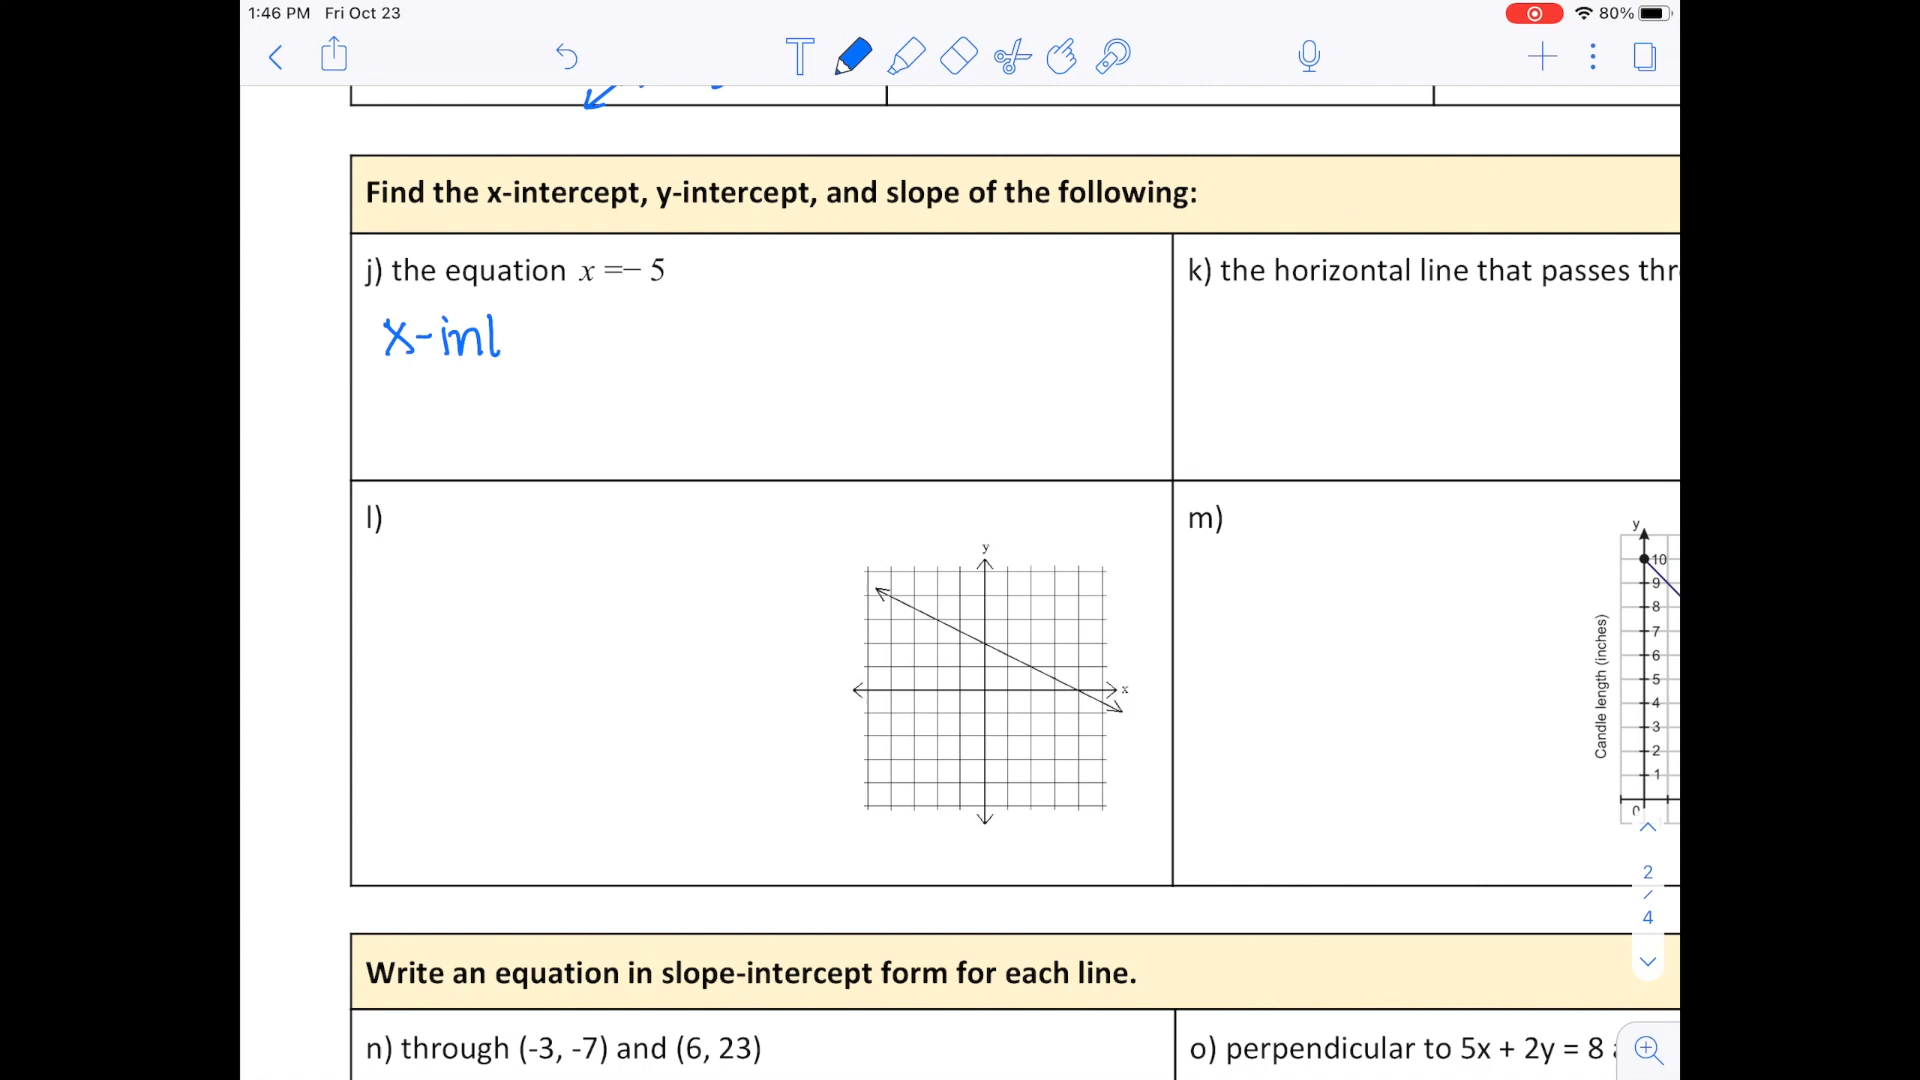 1:46 PM Fri Oct 23
80%
Find the x-intercept, y-intercept, and slope of the following:
j) the equation x =− 5
x-inl
k) the horizontal line that passes
l)
y
x
m)
y
10
9
8
7
6
5
4
3
2
1
0
Candle length (inches)
2
/
4
Write an equation in slope-intercept form for each line.
n) through (-3, -7) and (6, 23)
o) perpendicular to 5x + 2y = 8